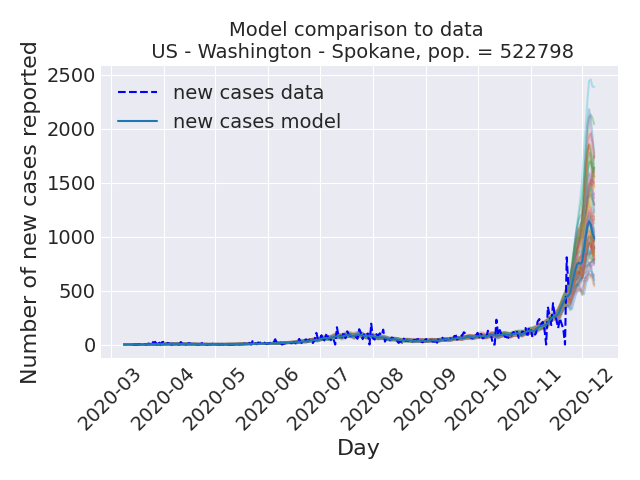 Model comparison to data
US - Washington - Spokane, pop. = 522798
Number of new cases reported
2500
2000
1500
1000
500
0
new cases data
new cases model
2020-03
2020-04
2020-05
2020-06
2020-07
2020-08
2020-09
2020-10
2020-11
2020-12
Day